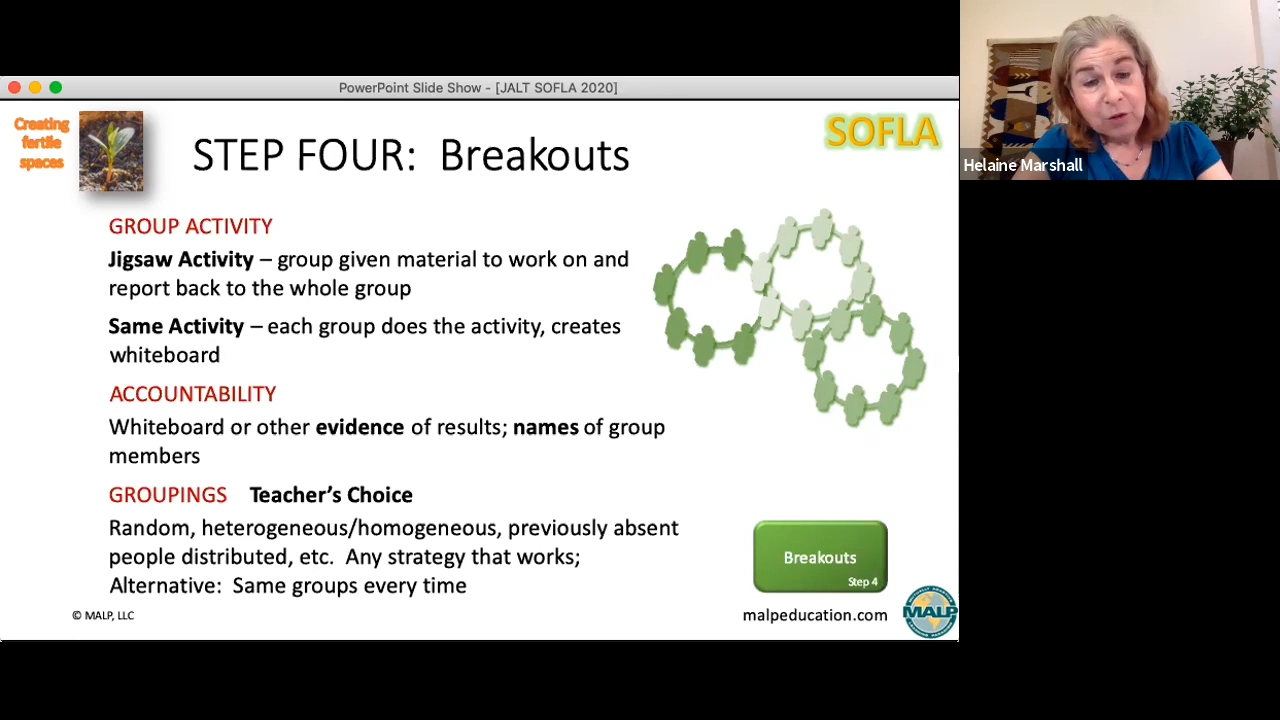 PowerPoint Slide Show - [JALT SOFLA 2020]
Creating
fertile
spaces
STEP FOUR:  Breakouts
SOFLA
Helaine Marshall
GROUP ACTIVITY
Jigsaw Activity – group given material to work on and
report back to the whole group
Same Activity – each group does the activity, creates
whiteboard
ACCOUNTABILITY
Whiteboard or other evidence of results; names of group
members
GROUPINGS   Teacher's Choice
Random, heterogeneous/homogeneous, previously absent
people distributed, etc.  Any strategy that works;
Alternative:  Same groups every time
Breakouts
Step 4
© MALP, LLC
malpeducation.com
MALP